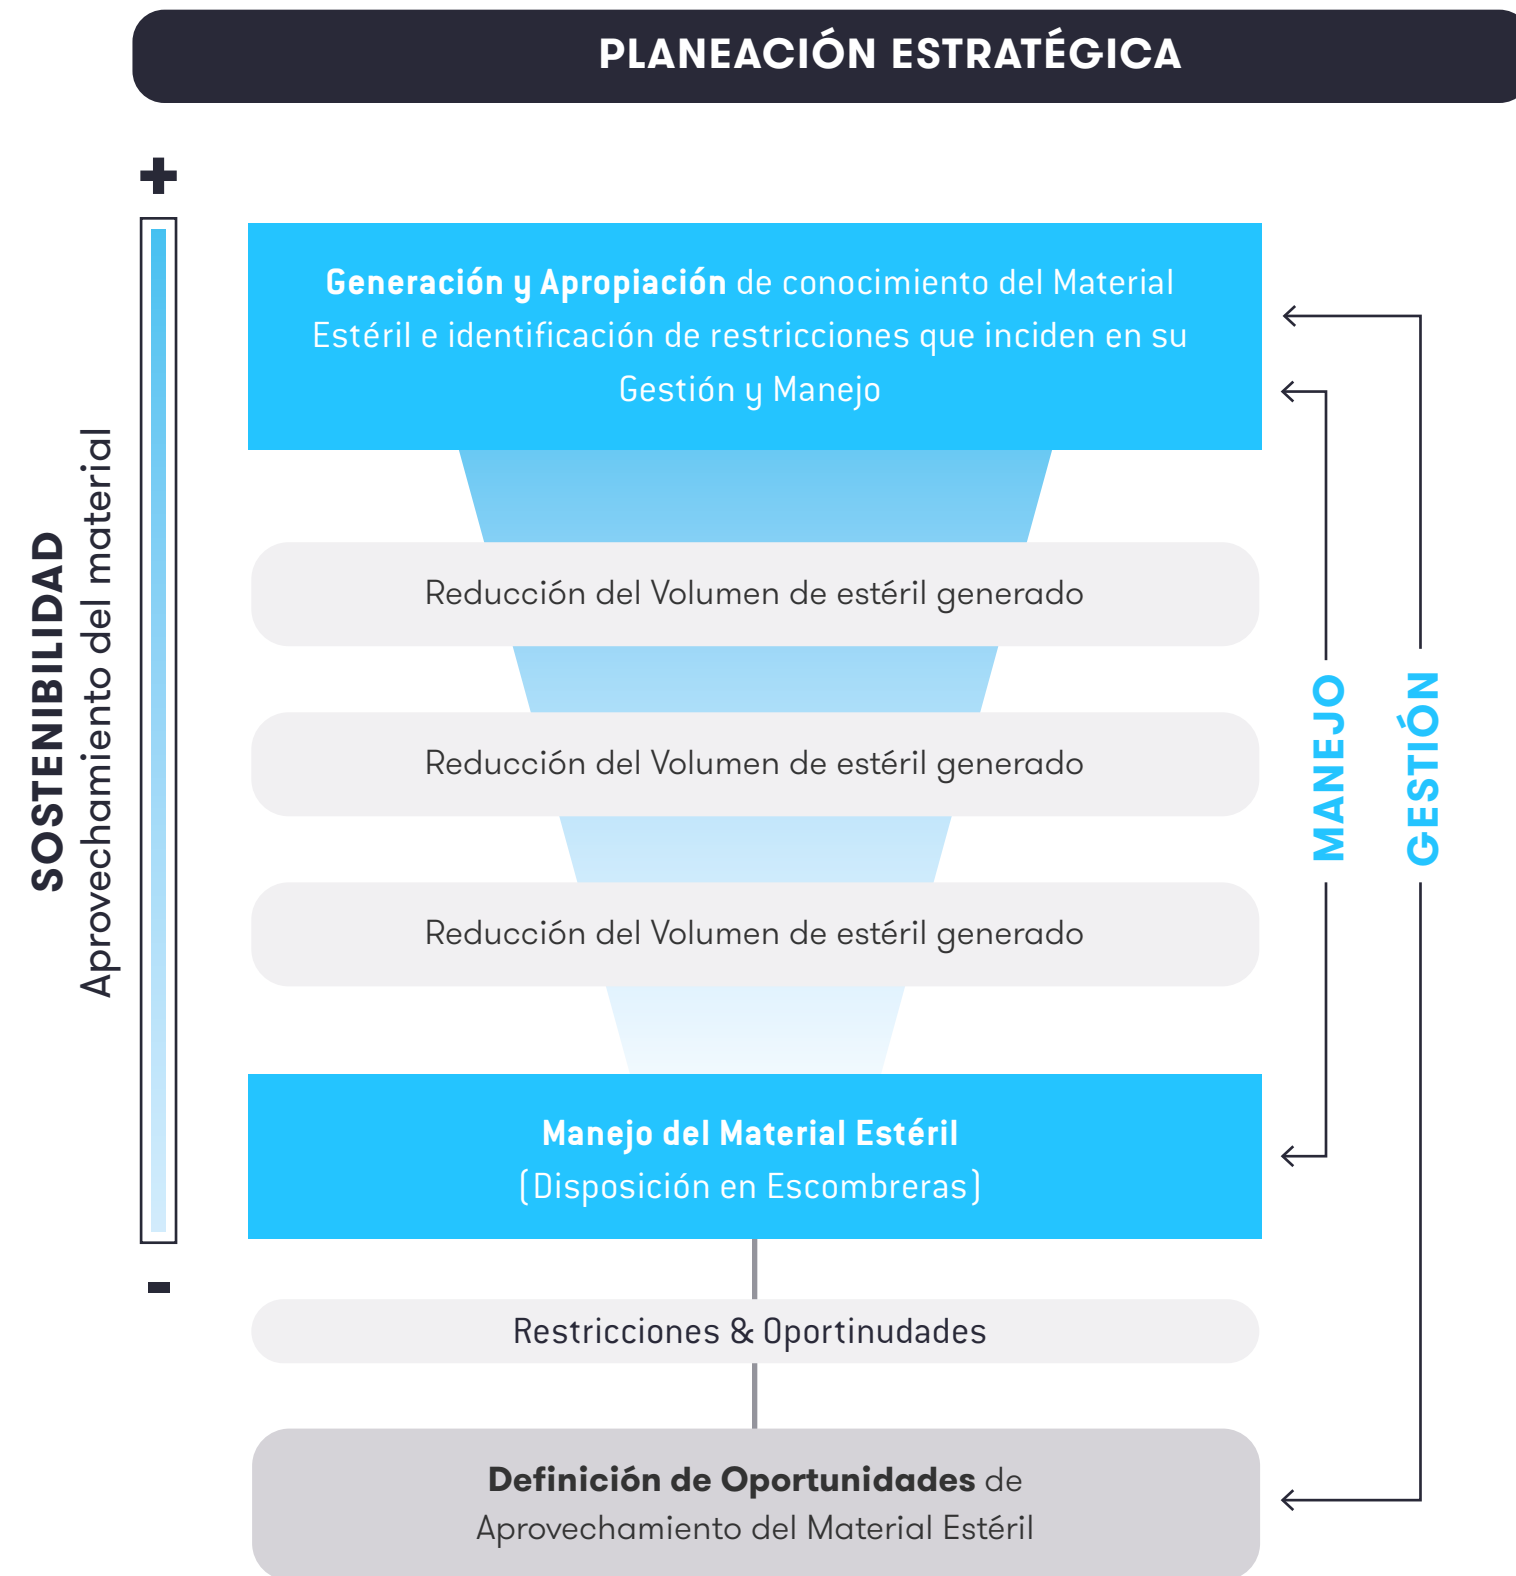 PLANEACIÓN ESTRATÉGICA
+
SOSTENIBILIDAD
Aprovechamiento del material
Generación y Apropiación de conocimiento del Material
Estéril e identificación de restricciones que inciden en su
Gestión y Manejo
Reducción del Volumen de estéril generado
Reducción del Volumen de estéril generado
Reducción del Volumen de estéril generado
MANEJO
GESTIÓN
Manejo del Material Estéril
(Disposición en Escombreras)
-
Restricciones & Oportinudades
Definición de Oportunidades de
Aprovechamiento del Material Estéril